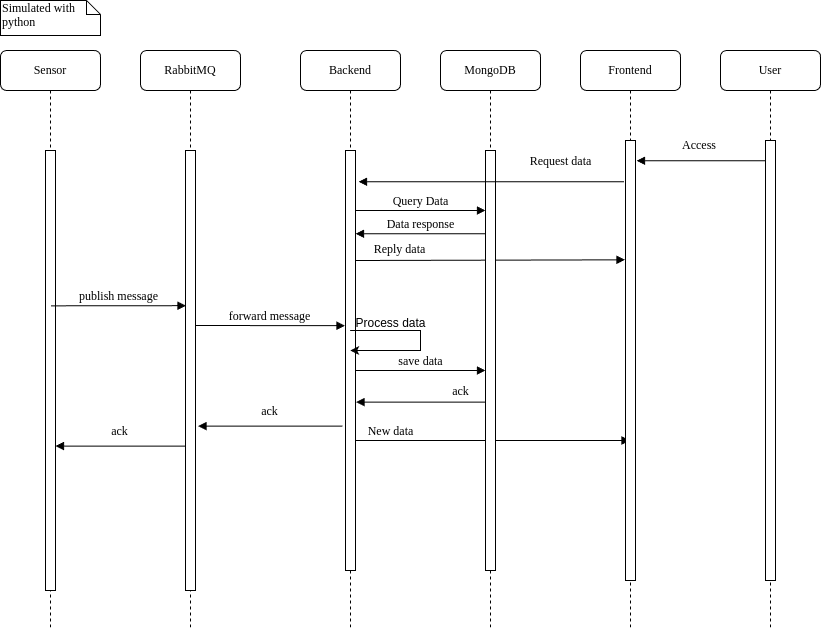 Simulated with
python
Sensor
RabbitMQ
Backend
MongoDB
Frontend
User
Access
Request data
Query Data
Data response
Reply data
publish message
forward message
Process data
save data
ack
ack
New data
ack